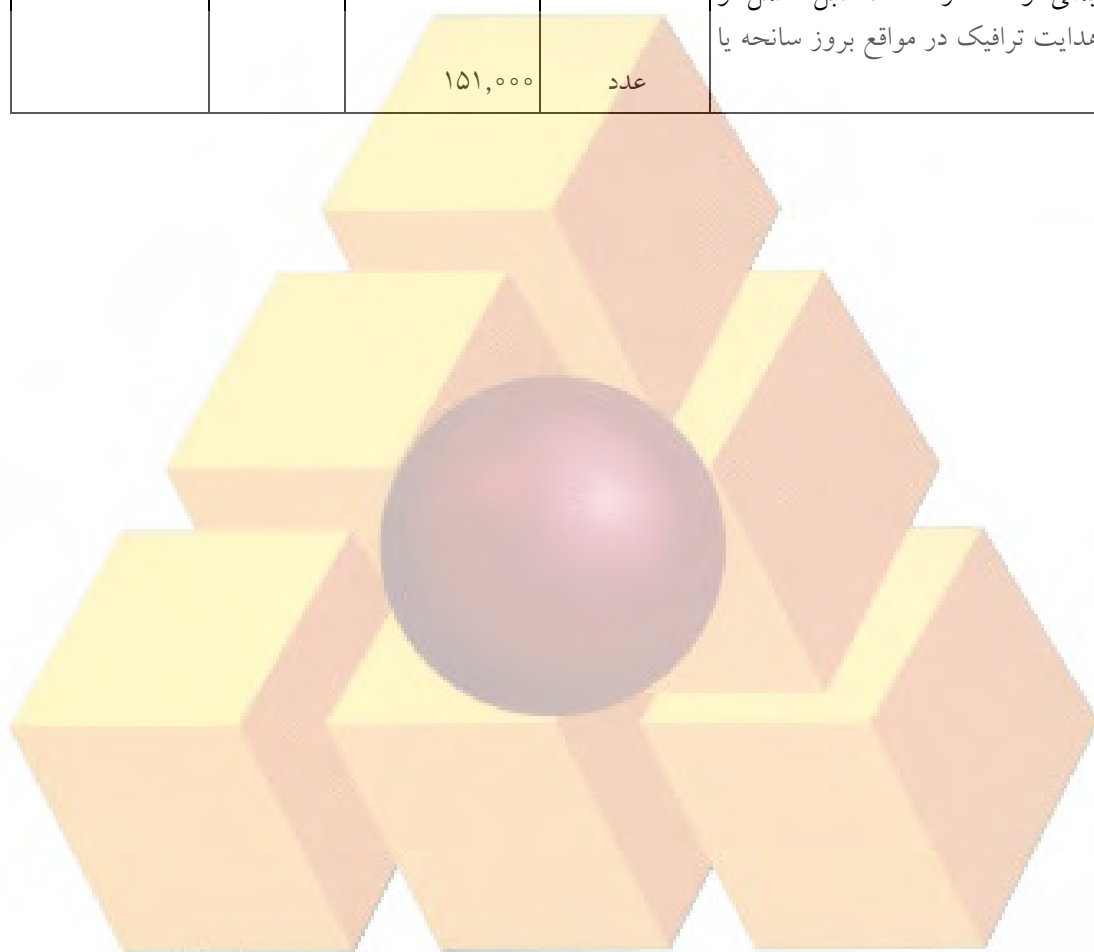 هدایت ترافیک در مواقع بروز سانحه یا
عدد ۱۵۱,۰۰۰